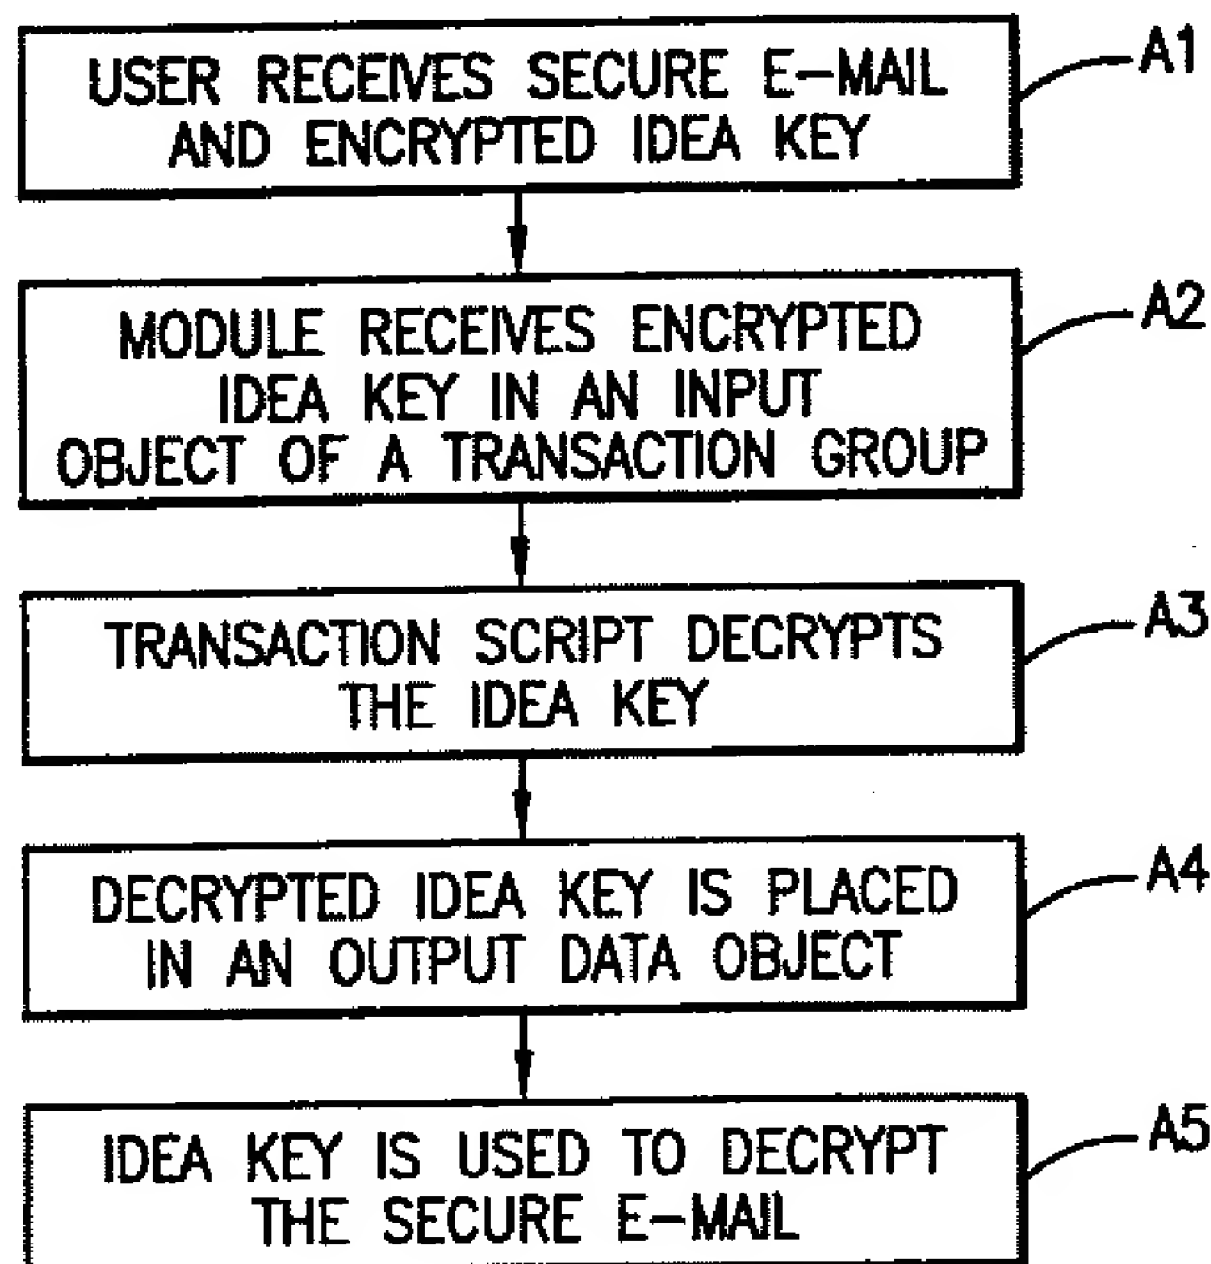 USER RECEIVES SECURE E-MAIL
AND ENCRYPTED IDEA KEY
A1
MODULE RECEIVES ENCRYPTED
IDEA KEY IN AN INPUT
OBJECT OF A TRANSACTION GROUP
A2
TRANSACTION SCRIPT DECRYPTS
THE IDEA KEY
A3
DECRYPTED IDEA KEY IS PLACED
IN AN OUTPUT DATA OBJECT
A4
IDEA KEY IS USED TO DECRYPT
THE SECURE E-MAIL
A5